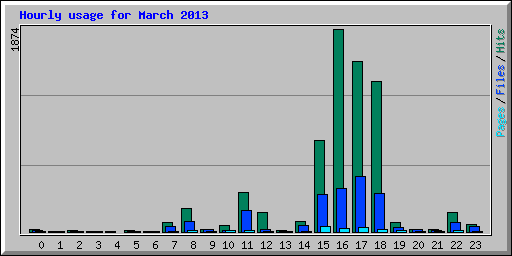 Hourly usage for March 2013
1874
Pages/Files/Hits
0 1 2 3 4 5 6 7 8 9 10 11 12 13 14 15 16 17 18 19 20 21 22 23